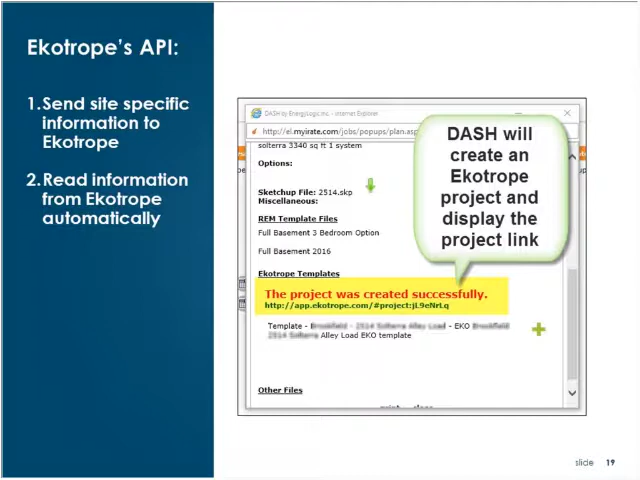 Ekotrope's API:
1.Send site specific
information to
Ekotrope
2.Read information
from Ekotrope
automatically
DASH by EnergyLogic Inc. - Internet Explorer
http://el.myirate.com/jobs/popups/plan.asp
solterra 3340 sq ft 1 system
Options:
Sketchup File: 2514.skp
Miscellaneous:
REM Template Files
Full Basement 3 Bedroom Option
Full Basement 2016
Ekotrope Templates
The project was created successfully.
http://app.ekotrope.com/#project:jL9eNrLq
Template - Brookfield - 2514 Solterra Alley Load - EKO Brookfield
2514 Solterra Alley Load EKO template
Other Files
DASH will
create an
Ekotrope
project and
display the
project link
slide 19